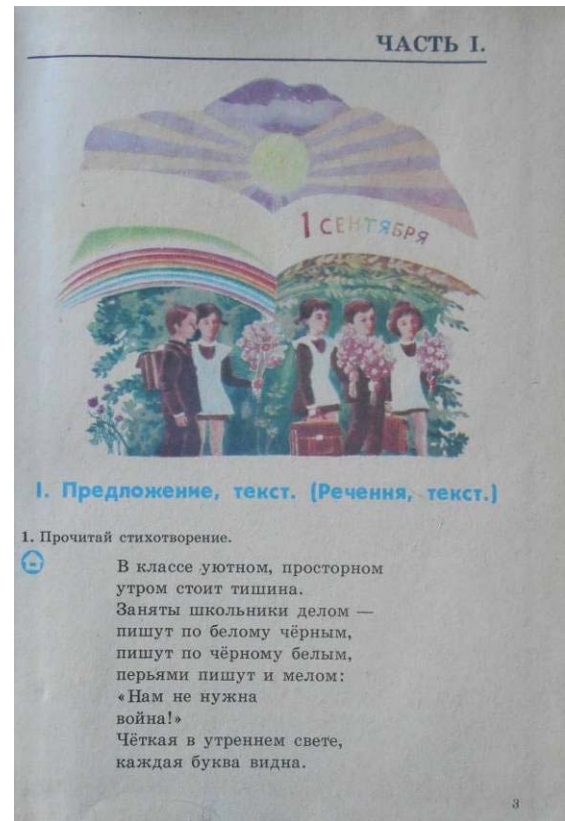 ЧАСТЬ I.
1 СЕНТЯБРЯ
I. Предложение, текст. (Речення, текст.)
1. Прочитай стихотворение.
В классе уютном, просторном
утром стоит тишина.
Заняты школьники делом —
пишут по белому чёрным,
пишут по чёрному белым,
перьями пишут и мелом:
«Нам не нужна
война!»
Чёткая в утреннем свете,
каждая буква видна.
3